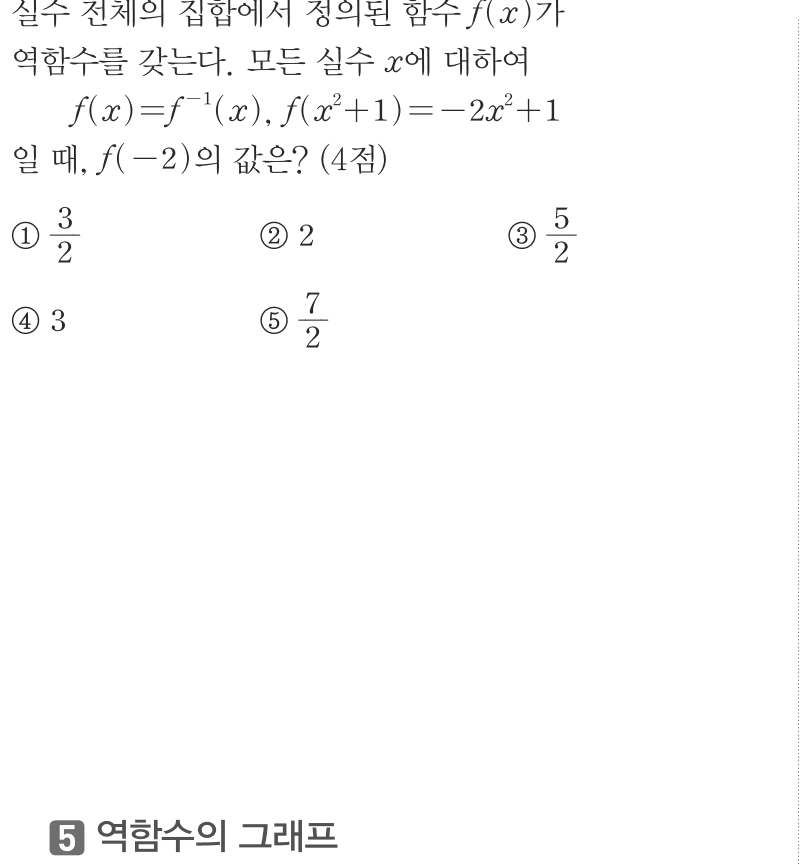 실수 전체의 집합에서 정의된 함수 f(x)가
역함수를 갖는다. 모든 실수 x에 대하여
f(x)=f⁻¹(x), f(x²+1)=-2x²+1
일 때, f(-2)의 값은? (4점)
① 3/2 ② 2 ③ 5/2
④ 3 ⑤ 7/2
5 역함수의 그래프